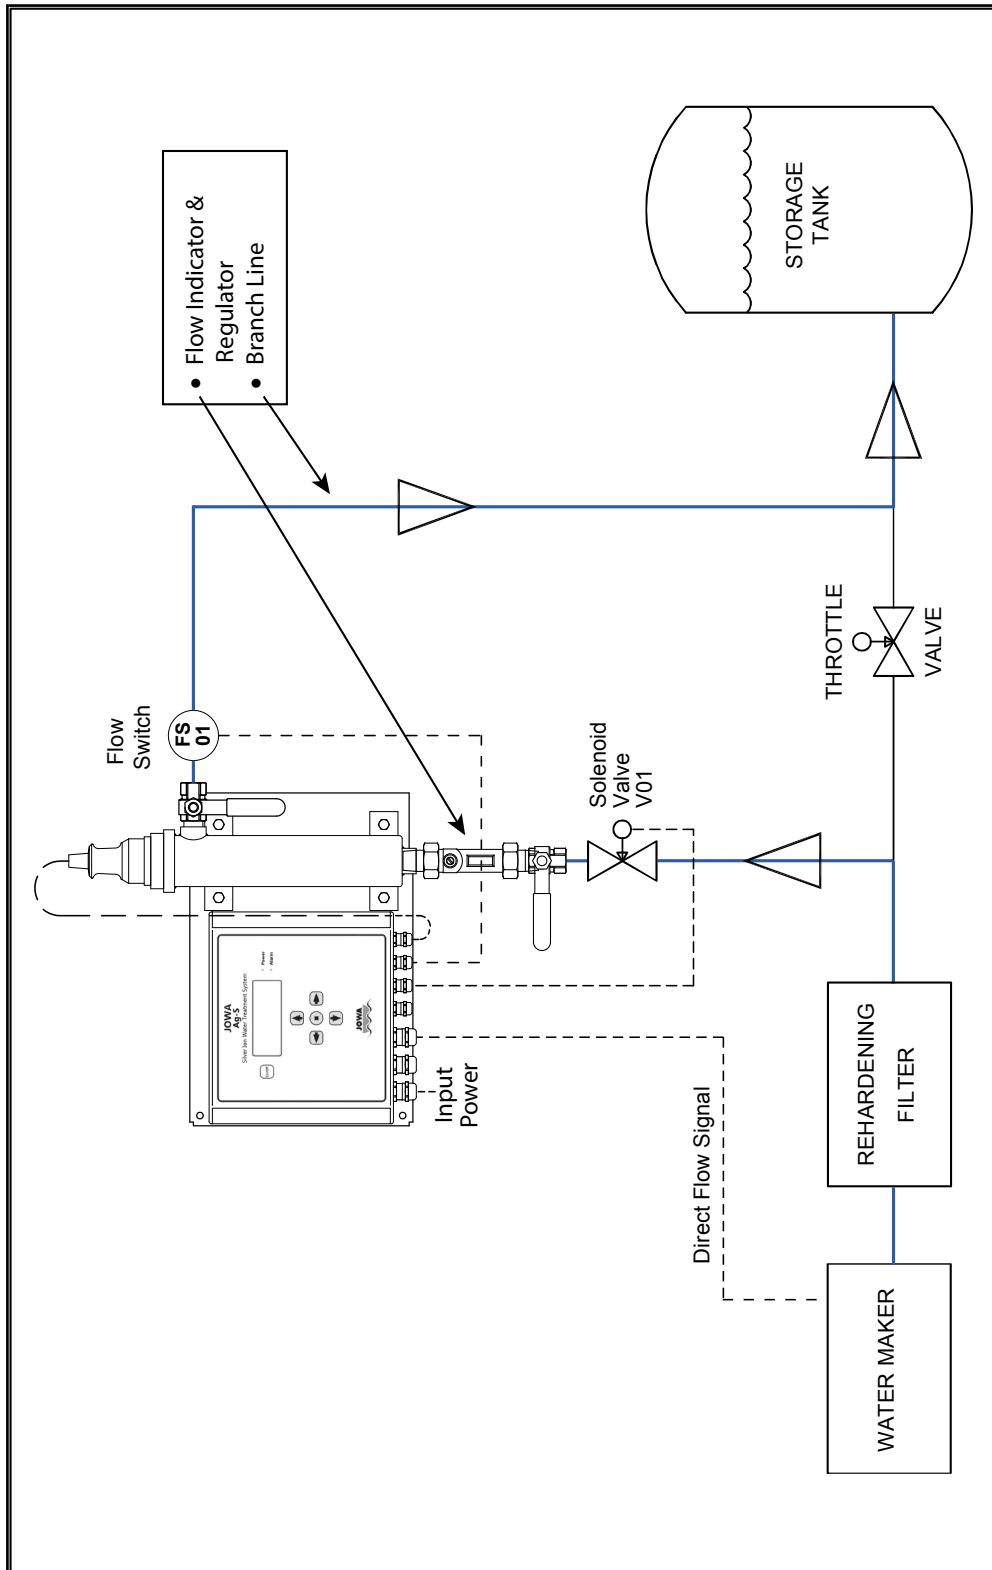 • Flow Indicator &
Regulator
• Branch Line
Flow
Switch
FS
01
JOWA
Ag-S
Silver Ion Water Treatment System
Power
Alarm
JOWA
Input
Power
Solenoid
Valve
V01
Direct Flow Signal
THROTTLE
VALVE
STORAGE
TANK
REHARDENING
FILTER
WATER MAKER